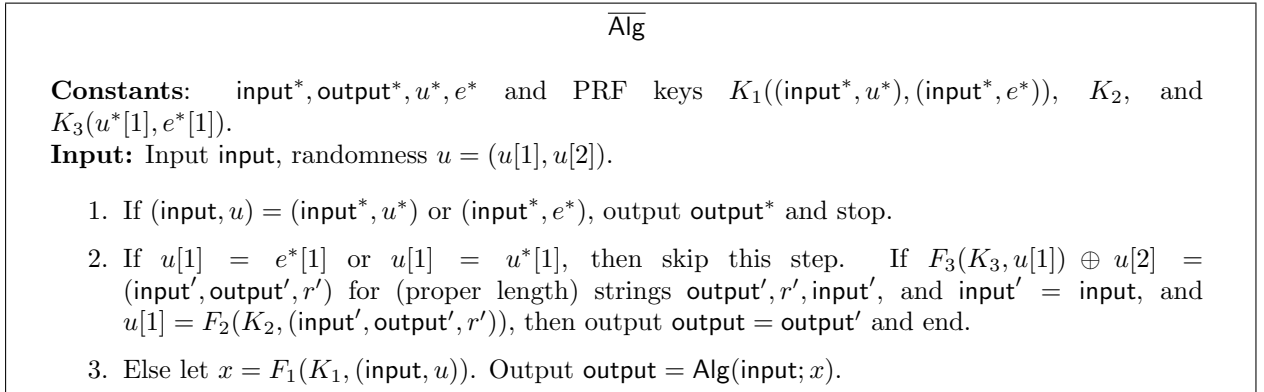 Alg
Constants: input*, output*, u*, e* and PRF keys K₁((input*, u*), (input*, e*)), K₂, and
K₃(u*[1], e*[1]).
Input: Input input, randomness u = (u[1], u[2]).
1. If (input, u) = (input*, u*) or (input*, e*), output output* and stop.
2. If u[1] = e*[1] or u[1] = u*[1], then skip this step. If F₃(K₃, u[1]) ⊕ u[2] =
(input′, output′, r′) for (proper length) strings output′, r′, input′, and input′ = input, and
u[1] = F₂(K₂, (input′, output′, r′)), then output output = output′ and end.
3. Else let x = F₁(K₁, (input, u)). Output output = Alg(input; x).